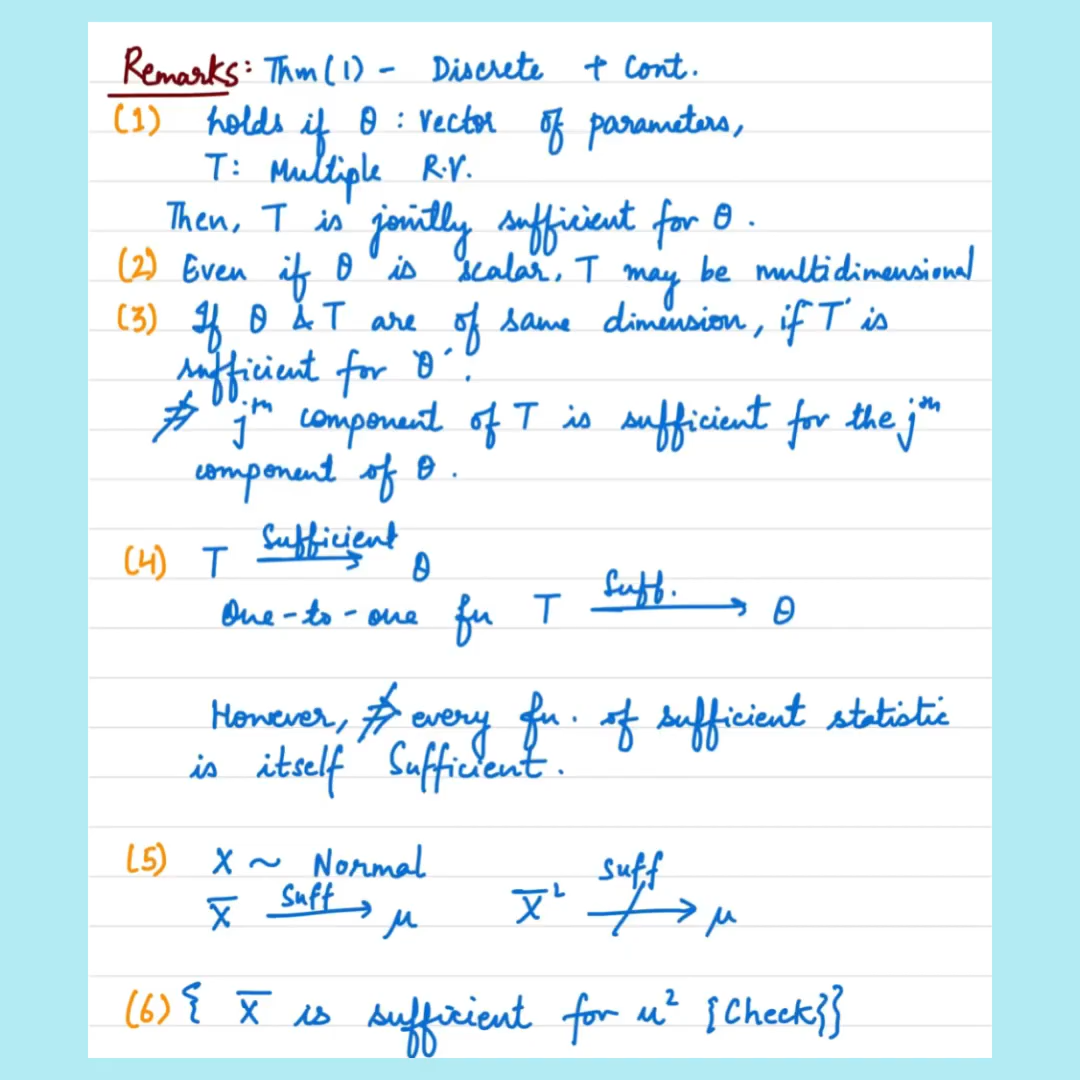 Remarks: Thm(1) - Discrete + Cont.
(1) holds if θ : vector of parameters,
T: Multiple R.V.
Then, T is jointly sufficient for θ.
(2) Even if θ is scalar, T may be multidimensional
(3) If θ & T are of same dimension, if 'T' is
sufficient for 'θ'.
⇏ jth component of T is sufficient for the jth
component of θ.
(4) T Sufficient→ θ
One-to-one fn T Suff.→ θ
However, ⇏ every fn. of sufficient statistic
is itself Sufficient.
(5) X ~ Normal
X̄ Suff→ μ X̄² Suff↛ μ
(6) { X̄ is sufficient for μ² {Check}}